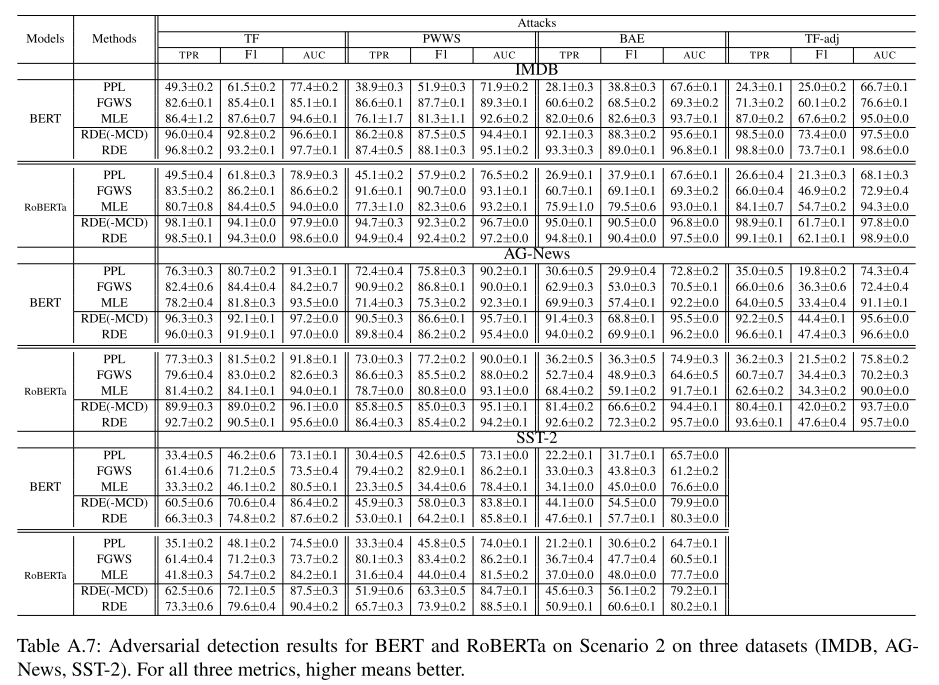 Models Methods Attacks
TF PWWS BAE TF-adj
TPR F1 AUC TPR F1 AUC TPR F1 AUC TPR F1 AUC
IMDB
BERT
PPL 49.3±0.2 61.5±0.2 77.4±0.2 38.9±0.3 51.9±0.3 71.9±0.2 28.1±0.3 38.8±0.3 67.6±0.1 24.3±0.1 25.0±0.2 66.7±0.1
FGWS 82.6±0.1 85.4±0.1 85.1±0.1 86.6±0.1 87.7±0.1 89.3±0.1 60.6±0.2 68.5±0.2 69.3±0.2 71.3±0.2 60.1±0.2 76.6±0.1
MLE 86.4±1.2 87.6±0.7 94.6±0.1 76.1±1.7 81.3±1.1 92.6±0.2 82.0±0.6 82.6±0.3 93.7±0.1 87.0±0.2 67.6±0.2 95.0±0.0
RDE(-MCD) 96.0±0.4 92.8±0.2 96.6±0.1 86.2±0.8 87.5±0.5 94.4±0.1 92.1±0.3 88.3±0.2 95.6±0.1 98.5±0.0 73.4±0.0 97.5±0.0
RDE 96.8±0.2 93.2±0.1 97.7±0.1 87.4±0.5 88.1±0.3 95.1±0.2 93.3±0.3 89.0±0.1 96.8±0.1 98.8±0.0 73.7±0.1 98.6±0.0
RoBERTa
PPL 49.5±0.4 61.8±0.3 78.9±0.3 45.1±0.2 57.9±0.2 76.5±0.2 26.9±0.1 37.9±0.1 67.6±0.1 26.6±0.4 21.3±0.3 68.1±0.3
FGWS 83.5±0.2 86.2±0.1 86.6±0.2 91.6±0.1 90.7±0.0 93.1±0.1 60.7±0.1 69.1±0.1 69.3±0.2 66.0±0.4 46.9±0.2 72.9±0.4
MLE 80.7±0.8 84.4±0.5 94.0±0.0 77.3±1.0 82.3±0.6 93.2±0.1 75.9±1.0 79.5±0.6 93.0±0.1 84.1±0.7 54.7±0.2 94.3±0.0
RDE(-MCD) 98.1±0.1 94.1±0.0 97.9±0.0 94.7±0.3 92.3±0.2 96.7±0.0 95.0±0.1 90.5±0.0 96.8±0.0 98.9±0.1 61.7±0.1 97.8±0.0
RDE 98.5±0.1 94.3±0.0 98.6±0.0 94.9±0.4 92.4±0.2 97.2±0.0 94.8±0.1 90.4±0.0 97.5±0.0 99.1±0.1 62.1±0.1 98.9±0.0
AG-News
BERT
PPL 76.3±0.3 80.7±0.2 91.3±0.1 72.4±0.4 75.8±0.3 90.2±0.1 30.6±0.5 29.9±0.4 72.8±0.2 35.0±0.5 19.8±0.2 74.3±0.4
FGWS 82.4±0.6 84.4±0.4 84.2±0.7 90.9±0.2 86.8±0.1 90.0±0.1 62.9±0.3 53.0±0.3 70.5±0.1 66.0±0.6 36.3±0.6 72.4±0.4
MLE 78.2±0.4 81.8±0.3 93.5±0.0 71.4±0.3 75.3±0.2 92.3±0.1 69.9±0.3 57.4±0.1 92.2±0.0 64.0±0.5 33.4±0.4 91.1±0.1
RDE(-MCD) 96.3±0.3 92.1±0.1 97.2±0.0 90.5±0.3 86.6±0.1 95.7±0.1 91.4±0.3 68.8±0.1 95.5±0.0 92.2±0.5 44.4±0.1 95.6±0.0
RDE 96.0±0.3 91.9±0.1 97.0±0.0 89.8±0.4 86.2±0.2 95.4±0.0 94.0±0.2 69.9±0.1 96.2±0.0 96.6±0.1 47.4±0.3 96.6±0.0
RoBERTa
PPL 77.3±0.3 81.5±0.2 91.8±0.1 73.0±0.3 77.2±0.2 90.0±0.1 36.2±0.5 36.3±0.5 74.9±0.3 36.2±0.3 21.5±0.2 75.8±0.2
FGWS 79.6±0.4 83.0±0.2 82.6±0.3 86.6±0.3 85.5±0.2 88.0±0.2 52.7±0.4 48.9±0.3 64.6±0.5 60.7±0.7 34.4±0.3 70.2±0.3
MLE 81.4±0.2 84.1±0.1 94.0±0.1 78.7±0.0 80.8±0.0 93.1±0.0 68.4±0.2 59.1±0.2 91.7±0.1 62.6±0.2 34.3±0.2 90.0±0.0
RDE(-MCD) 89.9±0.3 89.0±0.2 96.1±0.0 85.8±0.5 85.0±0.3 95.1±0.1 81.4±0.2 66.6±0.2 94.4±0.1 80.4±0.1 42.0±0.2 93.7±0.0
RDE 92.7±0.2 90.5±0.1 95.6±0.0 86.4±0.3 85.4±0.2 94.2±0.1 92.6±0.2 72.3±0.2 95.7±0.0 93.6±0.1 47.6±0.4 95.7±0.0
SST-2
BERT
PPL 33.4±0.5 46.2±0.6 73.1±0.1 30.4±0.5 42.6±0.5 73.1±0.0 22.2±0.1 31.7±0.1 65.7±0.0
FGWS 61.4±0.6 71.2±0.5 73.5±0.4 79.4±0.2 82.9±0.1 86.2±0.1 33.0±0.3 43.8±0.3 61.2±0.2
MLE 33.3±0.2 46.1±0.2 80.5±0.1 23.3±0.5 34.4±0.6 78.4±0.1 34.1±0.0 45.0±0.0 76.6±0.0
RDE(-MCD) 60.5±0.6 70.6±0.4 86.4±0.2 45.9±0.3 58.0±0.3 83.8±0.1 44.1±0.0 54.5±0.0 79.9±0.0
RDE 66.3±0.3 74.8±0.2 87.6±0.2 53.0±0.1 64.2±0.1 85.8±0.1 47.6±0.1 57.7±0.1 80.3±0.0
RoBERTa
PPL 35.1±0.2 48.1±0.2 74.5±0.0 33.3±0.4 45.8±0.5 74.0±0.1 21.2±0.1 30.6±0.2 64.7±0.1
FGWS 61.4±0.4 71.2±0.3 73.7±0.2 80.1±0.3 83.4±0.2 86.2±0.1 36.7±0.4 47.7±0.4 60.5±0.1
MLE 41.8±0.3 54.7±0.2 84.2±0.1 31.6±0.4 44.0±0.4 81.5±0.2 37.0±0.0 48.0±0.0 77.7±0.0
RDE(-MCD) 62.5±0.6 72.1±0.5 87.5±0.3 51.9±0.6 63.3±0.5 84.7±0.1 45.6±0.3 56.1±0.2 79.2±0.1
RDE 73.3±0.6 79.6±0.4 90.4±0.2 65.7±0.3 73.9±0.2 88.5±0.1 50.9±0.1 60.6±0.1 80.2±0.1
Table A.7: Adversarial detection results for BERT and RoBERTa on Scenario 2 on three datasets (IMDB, AG-
News, SST-2). For all three metrics, higher means better.